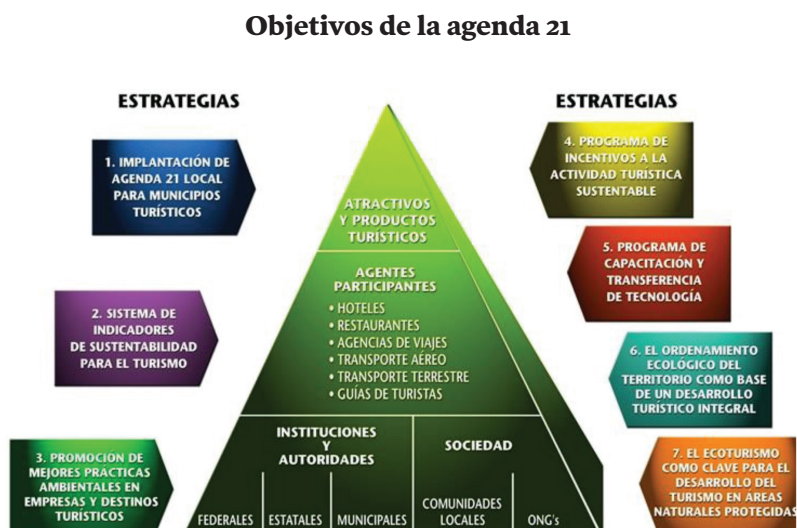 Objetivos de la agenda 21
ESTRATEGIAS
1. IMPLANTACIÓN DE
AGENDA 21 LOCAL
PARA MUNICIPIOS
TURÍSTICOS
2. SISTEMA DE
INDICADORES
DE SUSTENTABILIDAD
PARA EL TURISMO
3. PROMOCIÓN DE
MEJORES PRÁCTICAS
AMBIENTALES EN
EMPRESAS Y DESTINOS
TURÍSTICOS
ATRACTIVOS
Y PRODUCTOS
TURÍSTICOS
AGENTES
PARTICIPANTES
• HOTELES
• RESTAURANTES
• AGENCIAS DE VIAJES
• TRANSPORTE AÉREO
• TRANSPORTE TERRESTRE
• GUÍAS DE TURISTAS
INSTITUCIONES
Y
AUTORIDADES
FEDERALES
ESTATALES
MUNICIPALES
SOCIEDAD
COMUNIDADES
LOCALES
ONG's
ESTRATEGIAS
4. PROGRAMA DE
INCENTIVOS A LA
ACTIVIDAD TURÍSTICA
SUSTENTABLE
5. PROGRAMA DE
CAPACITACIÓN Y
TRANSFERENCIA
DE TECNOLOGÍA
6. EL ORDENAMIENTO
ECOLÓGICO DEL
TERRITORIO COMO BASE
DE UN DESARROLLO
TURÍSTICO INTEGRAL
7. EL ECOTURISMO
COMO CLAVE PARA EL
DESARROLLO DEL
TURISMO EN ÁREAS
NATURALES PROTEGIDAS